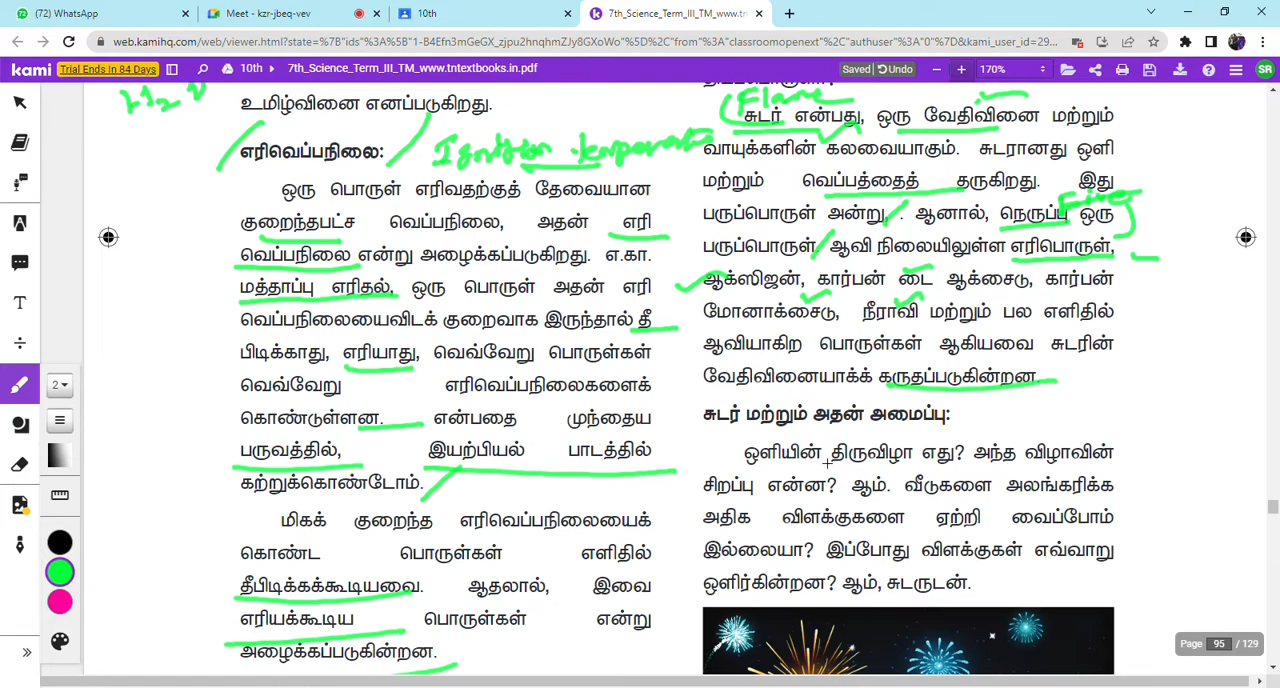 (72) WhatsApp
Meet - kzr-jbeq-vev
10th
7th_Science_Term_III_TM_www.tn
web.kamihq.com/web/viewer.html?state=%7B"ids"%3A%5B"1-B4Efn3mGeGX_zjpu2hnqhmZJy8GXoWo"%5D%2C"from"%3A"classroomopenext"%2C"authuser"%3A"0"%7D&kami_user_id=29...
kami Trial Ends In 84 Days 10th 7th_Science_Term_III_TM_www.tntextbooks.in.pdf Saved Undo 170% SR
உமிழ்வினை எனப்படுகிறது.
எரிவெப்பநிலை:
Ignition temperature
ஒரு பொருள் எரிவதற்குத் தேவையான
குறைந்தபட்ச வெப்பநிலை, அதன் எரி
வெப்பநிலை என்று அழைக்கப்படுகிறது. எ.கா.
மத்தாப்பு எரிதல், ஒரு பொருள் அதன் எரி
வெப்பநிலையைவிடக் குறைவாக இருந்தால் தீ
பிடிக்காது, எரியாது, வெவ்வேறு பொருள்கள்
வெவ்வேறு எரிவெப்பநிலைகளைக்
கொண்டுள்ளன. என்பதை முந்தைய
பருவத்தில், இயற்பியல் பாடத்தில்
கற்றுக்கொண்டோம்.
மிகக் குறைந்த எரிவெப்பநிலையைக்
கொண்ட பொருள்கள் எளிதில்
தீபிடிக்கக்கூடியவை. ஆதலால், இவை
எரியக்கூடிய பொருள்கள் என்று
அழைக்கப்படுகின்றன.
Flame
சுடர் என்பது, ஒரு வேதிவினை மற்றும்
வாயுக்களின் கலவையாகும். சுடரானது ஒளி
மற்றும் வெப்பத்தைத் தருகிறது. இது
Fire
பருப்பொருள் அன்று, . ஆனால், நெருப்பு ஒரு
பருப்பொருள், ஆவி நிலையிலுள்ள எரிபொருள்,
ஆக்ஸிஜன், கார்பன் டை ஆக்சைடு, கார்பன்
மோனாக்சைடு, நீராவி மற்றும் பல எளிதில்
ஆவியாகிற பொருள்கள் ஆகியவை சுடரின்
வேதிவினையாக்க் கருதப்படுகின்றன.
சுடர் மற்றும் அதன் அமைப்பு:
ஒளியின் திருவிழா எது? அந்த விழாவின்
சிறப்பு என்ன? ஆம். வீடுகளை அலங்கரிக்க
அதிக விளக்குகளை ஏற்றி வைப்போம்
இல்லையா? இப்போது விளக்குகள் எவ்வாறு
ஒளிர்கின்றன? ஆம், சுடருடன்.
2
Page 95 / 129